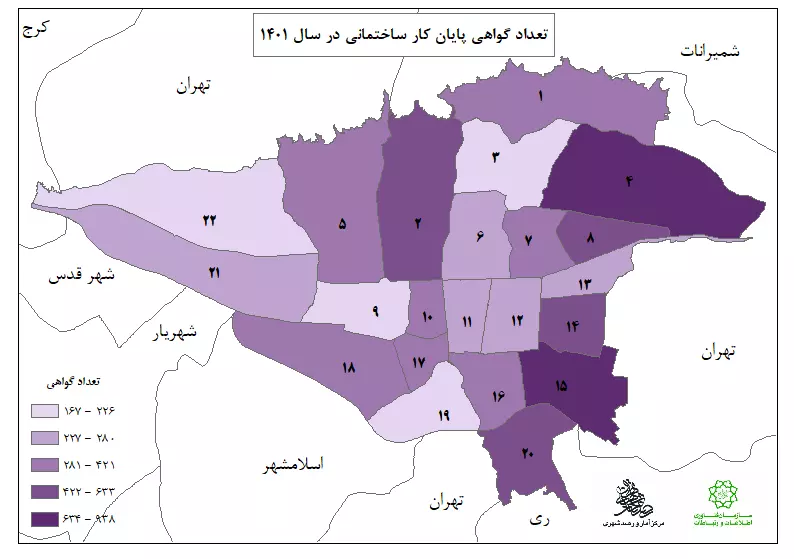 تعداد گواهی پایان کار ساختمانی در سال ۱۴۰۱
کرج
شمیرانات
تهران
۱
۳
۴
۲
۵
۶
۷
۸
۲۲
۲۱
شهر قدس
۱۳
۹
۱۰
۱۱
۱۲
۱۴
شهریار
تهران
۱۸
۱۷
۱۶
۱۵
۱۹
۲۰
تعداد گواهی
۱۶۷ - ۲۲۶
۲۲۷ - ۲۸۰
۲۸۱ - ۴۲۱
۴۲۲ - ۶۳۳
۶۳۴ - ۹۳۸
اسلامشهر
تهران
ری
مرکز آمار و رصد شهری
سازمان فناوری
اطلاعات و ارتباطات